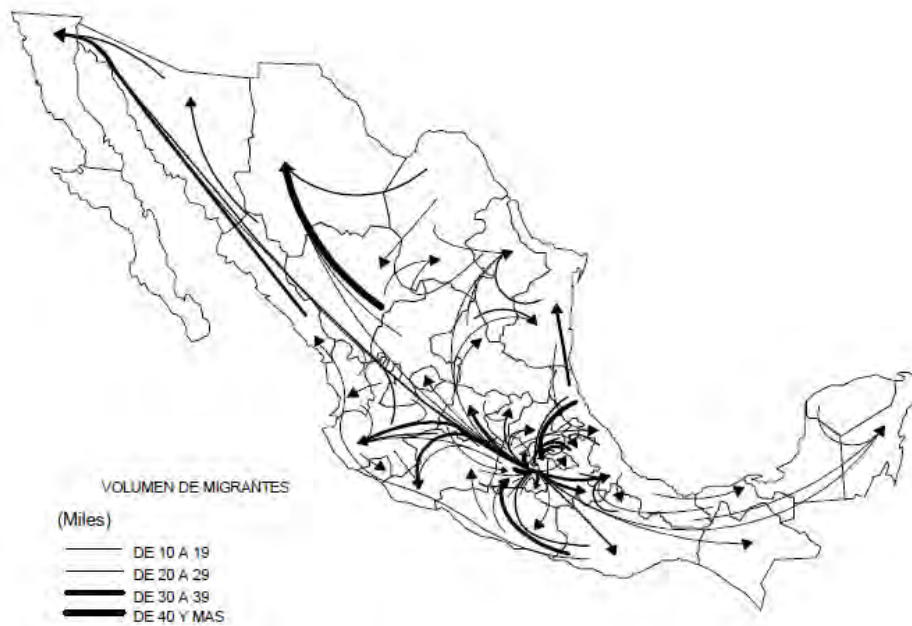 VOLUMEN DE MIGRANTES
(Miles)
DE 10 A 19
DE 20 A 29
DE 30 A 39
DE 40 Y MAS